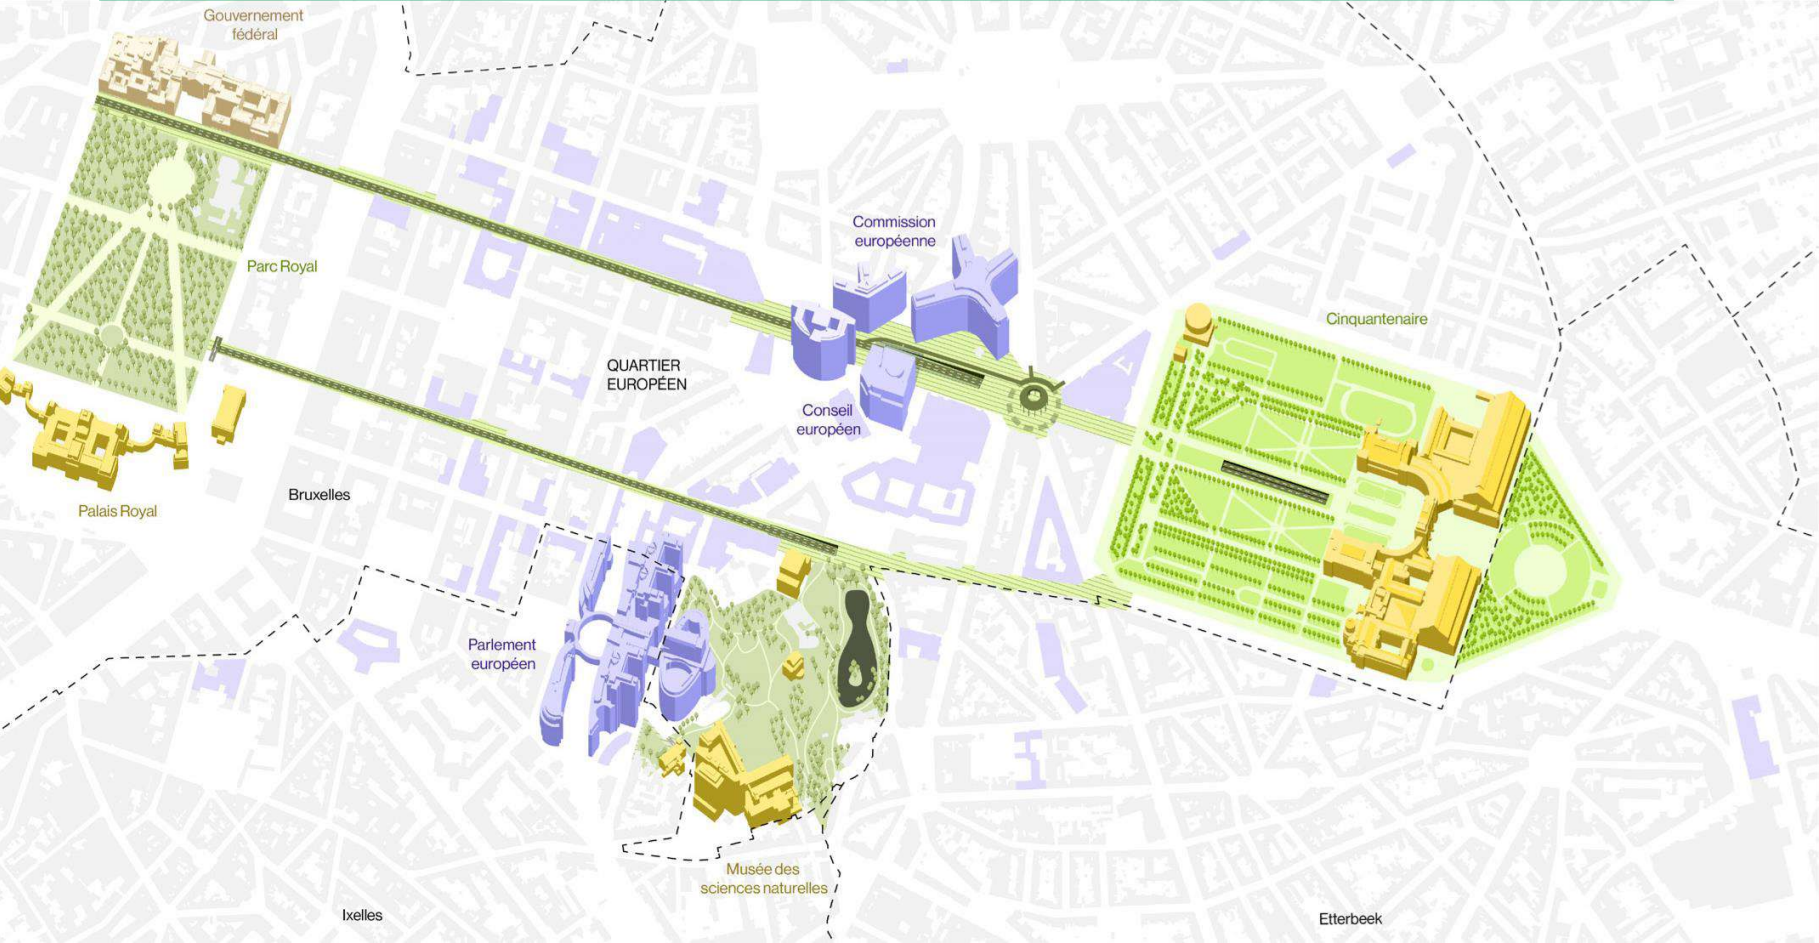 Gouvernement
fédéral
Commission
européenne
Parc Royal
Cinquantenaire
QUARTIER
EUROPÉEN
Conseil
européen
Bruxelles
Palais Royal
Parlement
européen
Musée des
sciences naturelles
Ixelles
Etterbeek